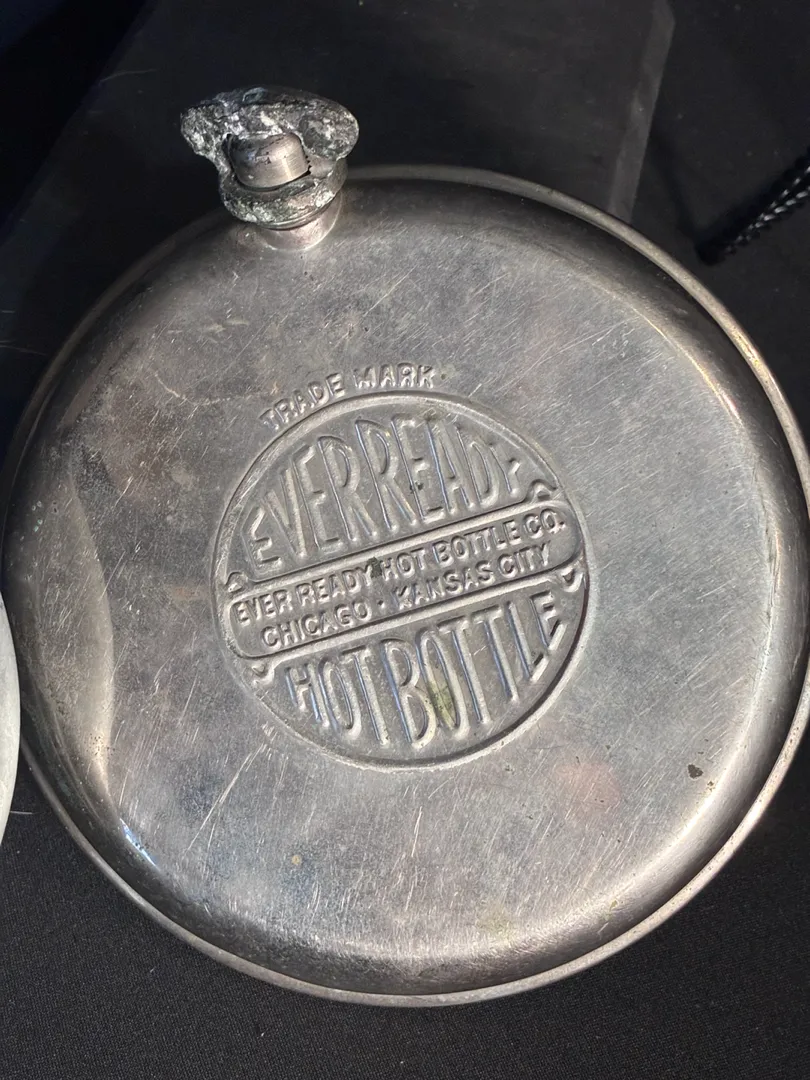 TRADE MARK
EVER READY
EVER READY HOT BOTTLE CO.
CHICAGO · KANSAS CITY
HOT BOTTLE